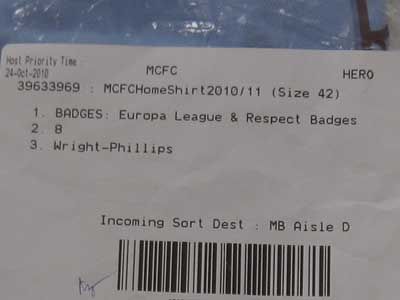 Host Priority Time :
24-Oct-2010
MCFC
HERO
39633969 : MCFCHomeShirt2010/11 (Size 42)
1. BADGES: Europa League & Respect Badges
2. 8
3. Wright-Phillips
Incoming Sort Dest : MB Aisle D